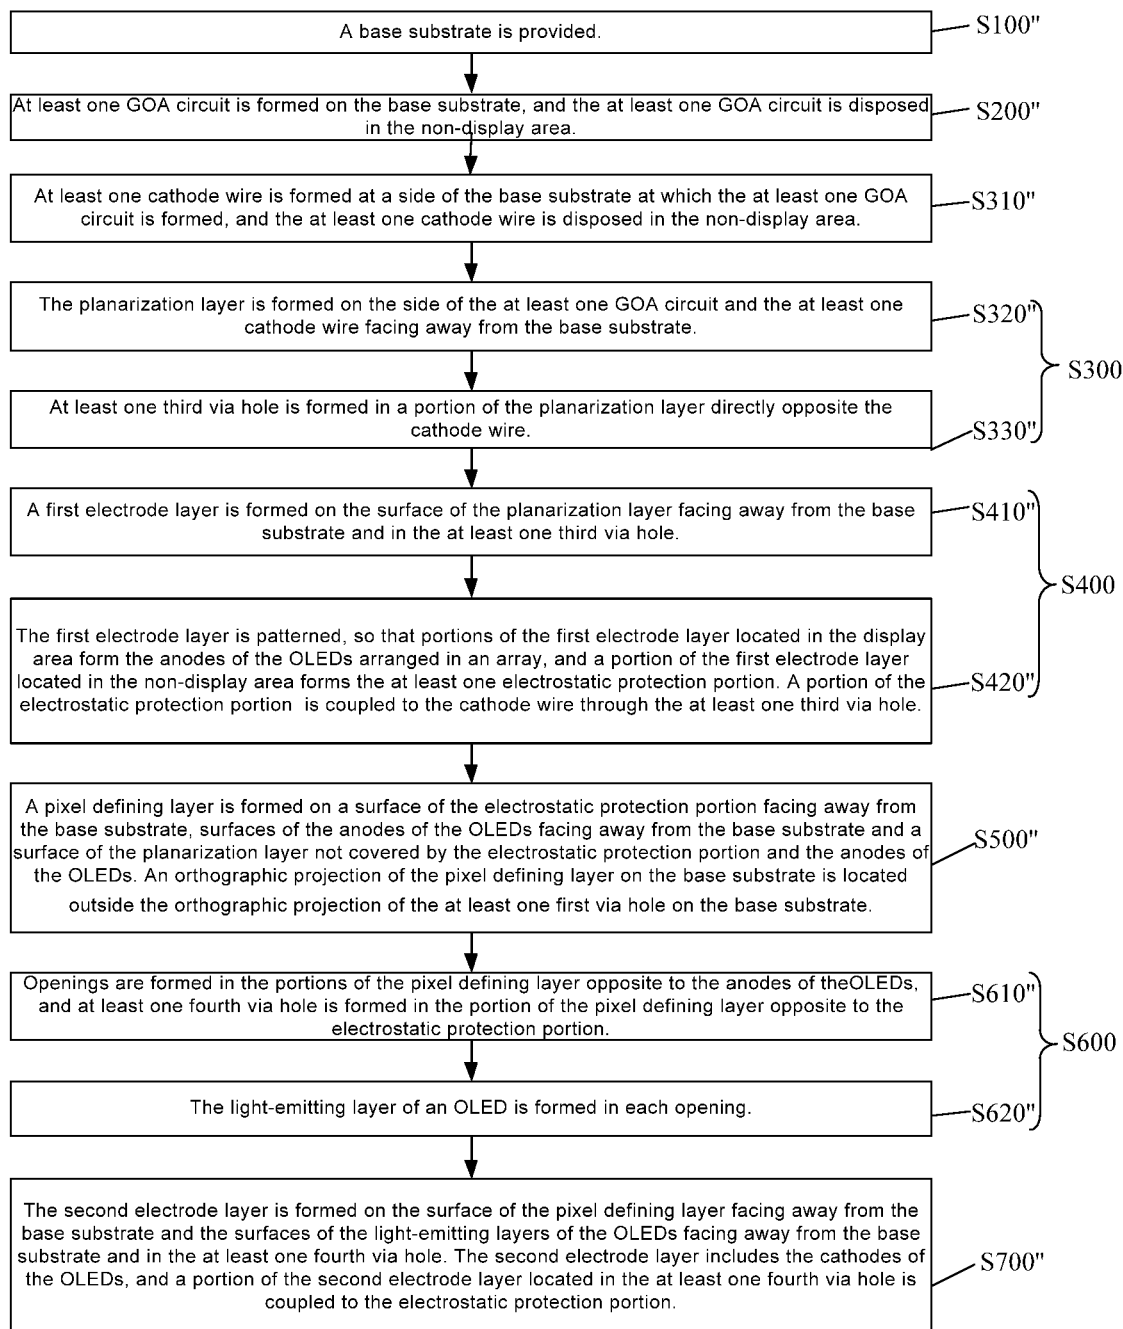 A base substrate is provided.
S100"
At least one GOA circuit is formed on the base substrate, and the at least one GOA circuit is disposed
in the non-display area.
S200"
At least one cathode wire is formed at a side of the base substrate at which the at least one GOA
circuit is formed, and the at least one cathode wire is disposed in the non-display area.
S310"
The planarization layer is formed on the side of the at least one GOA circuit and the at least one
cathode wire facing away from the base substrate.
S320"
S300
At least one third via hole is formed in a portion of the planarization layer directly opposite the
cathode wire.
S330"
A first electrode layer is formed on the surface of the planarization layer facing away from the base
substrate and in the at least one third via hole.
S410"
S400
The first electrode layer is patterned, so that portions of the first electrode layer located in the display
area form the anodes of the OLEDs arranged in an array, and a portion of the first electrode layer
located in the non-display area forms the at least one electrostatic protection portion. A portion of the
electrostatic protection portion is coupled to the cathode wire through the at least one third via hole.
S420"
A pixel defining layer is formed on a surface of the electrostatic protection portion facing away from
the base substrate, surfaces of the anodes of the OLEDs facing away from the base substrate and a
surface of the planarization layer not covered by the electrostatic protection portion and the anodes of
the OLEDs. An orthographic projection of the pixel defining layer on the base substrate is located
outside the orthographic projection of the at least one first via hole on the base substrate.
S500"
Openings are formed in the portions of the pixel defining layer opposite to the anodes of theOLEDs,
and at least one fourth via hole is formed in the portion of the pixel defining layer opposite to the
electrostatic protection portion.
S610"
S600
The light-emitting layer of an OLED is formed in each opening.
S620"
The second electrode layer is formed on the surface of the pixel defining layer facing away from the
base substrate and the surfaces of the light-emitting layers of the OLEDs facing away from the base
substrate and in the at least one fourth via hole. The second electrode layer includes the cathodes of
the OLEDs, and a portion of the second electrode layer located in the at least one fourth via hole is
coupled to the electrostatic protection portion.
S700"